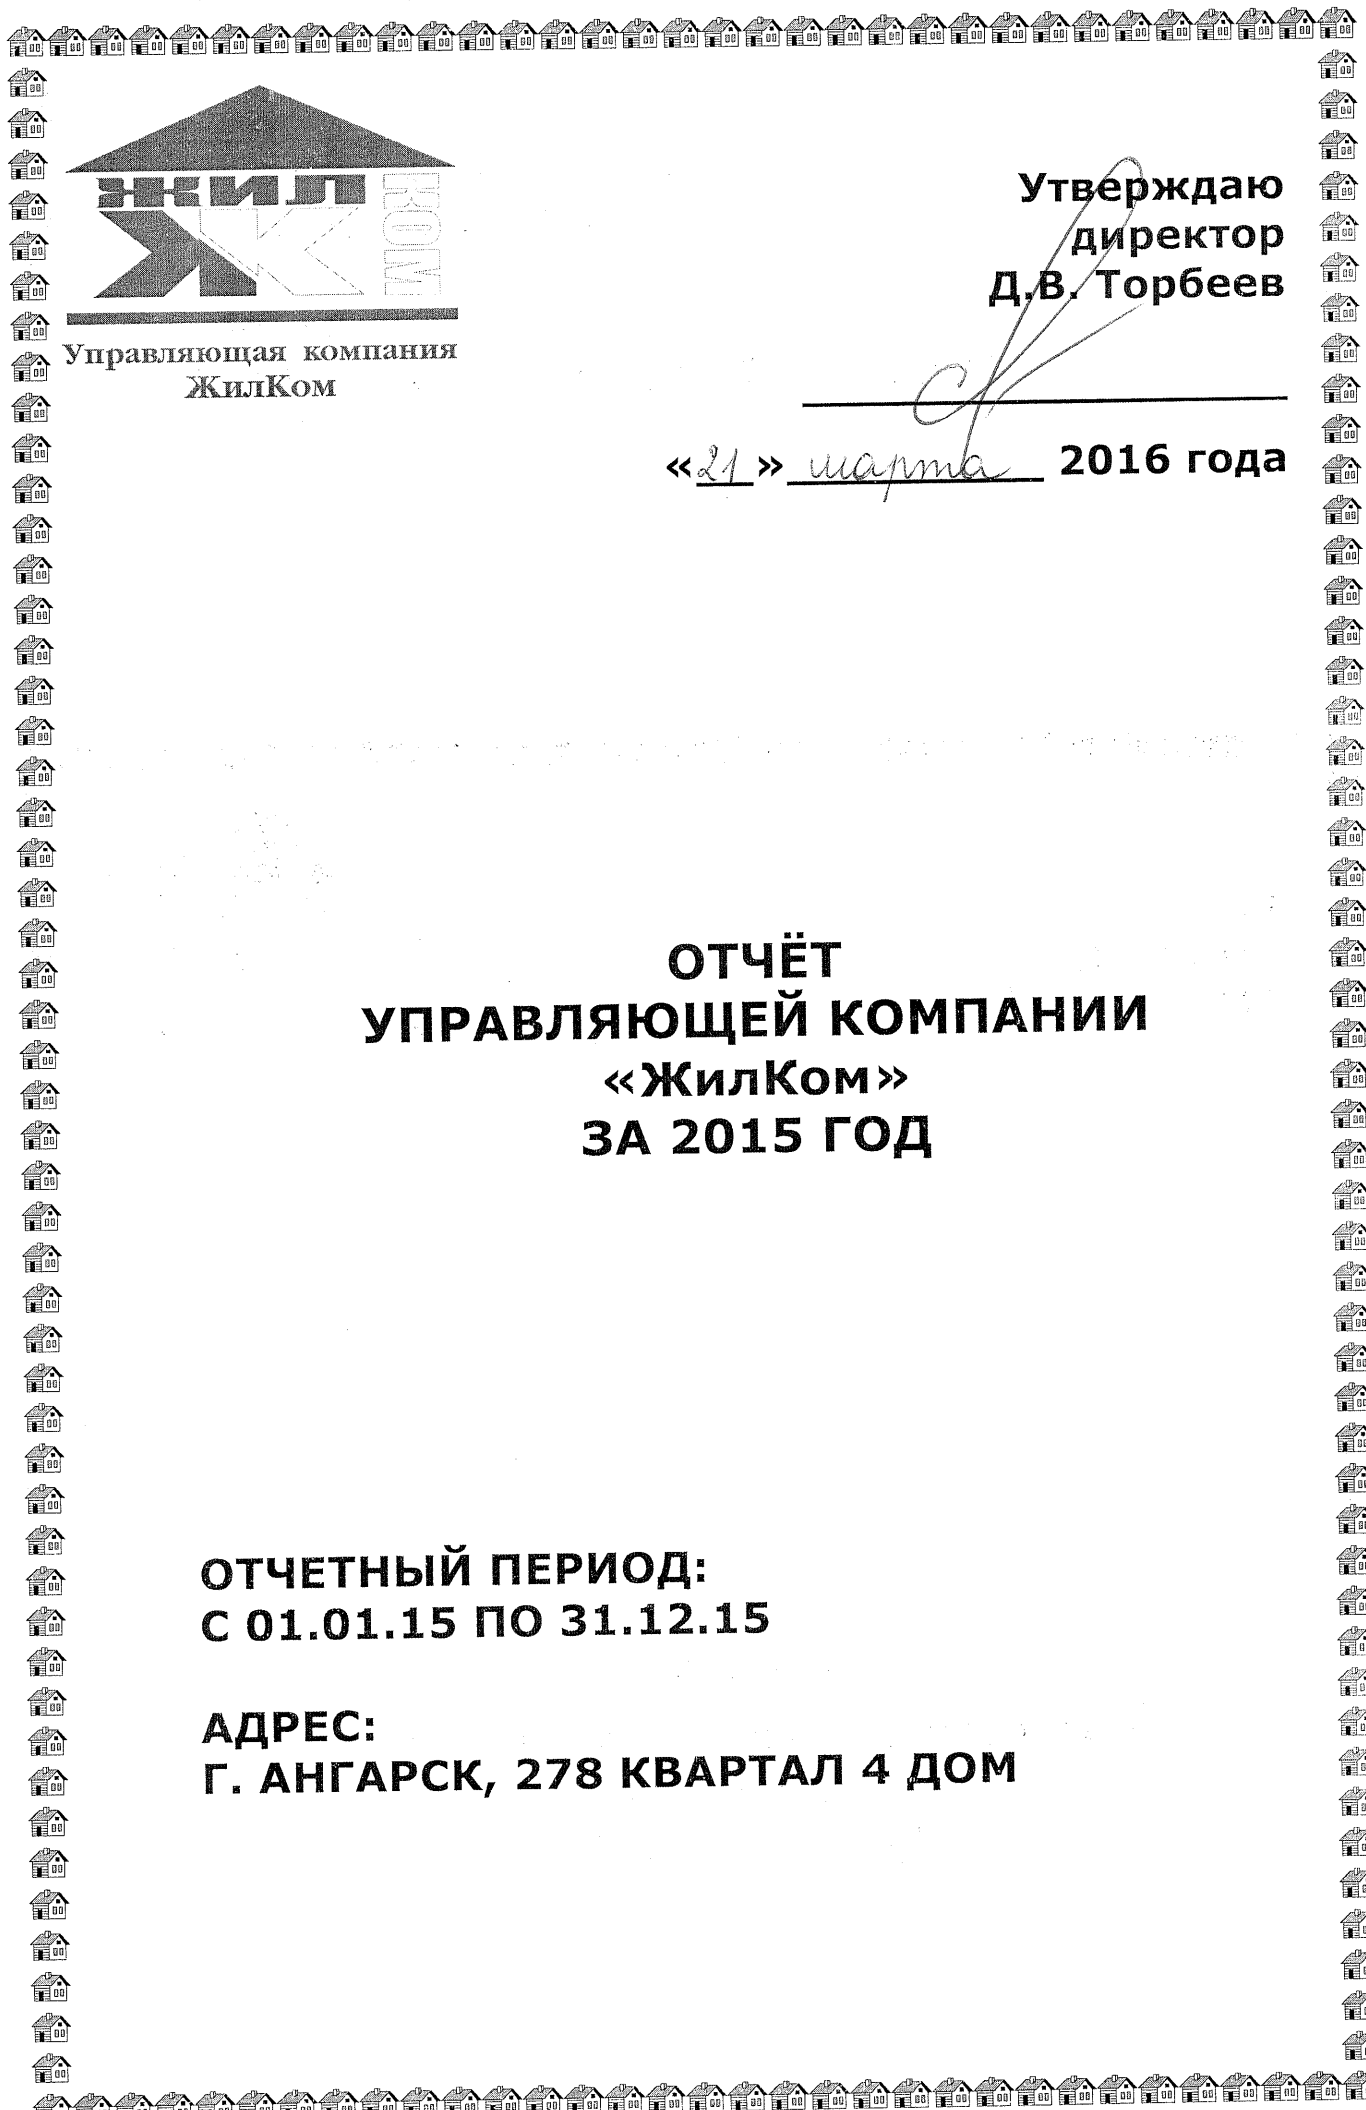 ЖИЛ
КОМ
Управляющая компания
ЖилКом
Утверждаю
директор
Д.В. Торбеев
«21» марта 2016 года
ОТЧЁТ
УПРАВЛЯЮЩЕЙ КОМПАНИИ
«ЖилКом»
ЗА 2015 ГОД
ОТЧЕТНЫЙ ПЕРИОД:
С 01.01.15 ПО 31.12.15
АДРЕС:
Г. АНГАРСК, 278 КВАРТАЛ 4 ДОМ